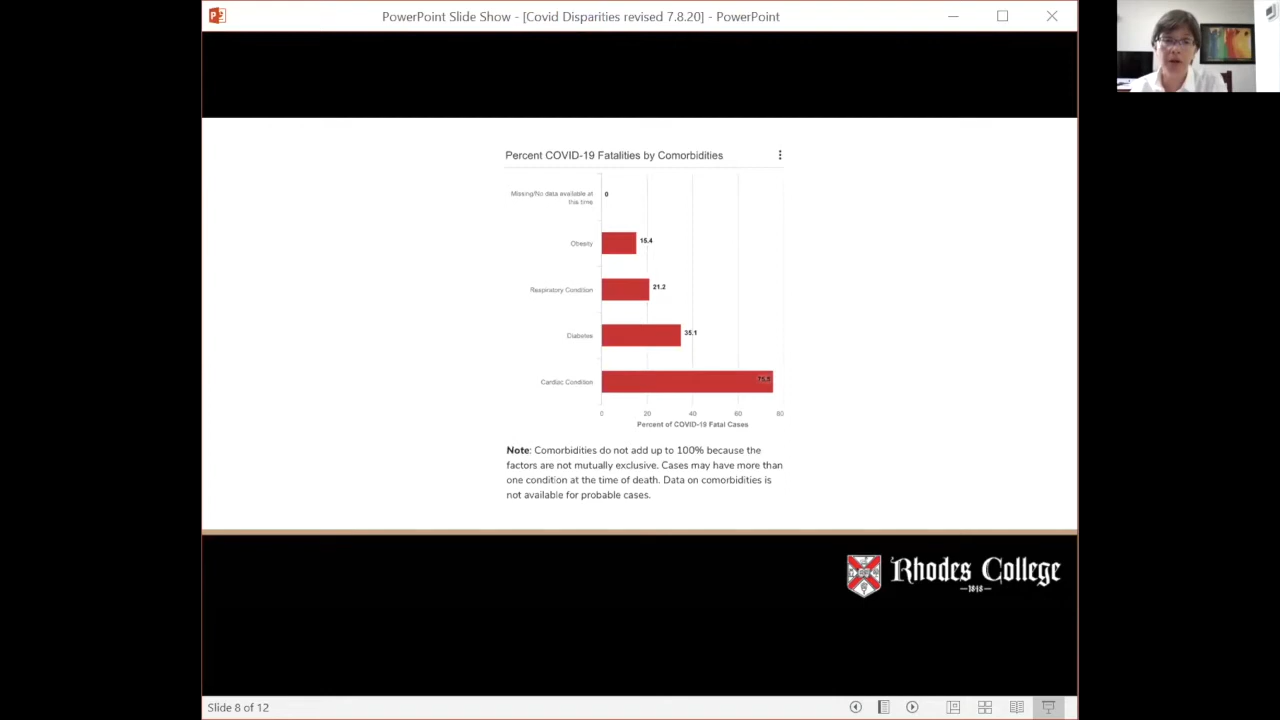 PowerPoint Slide Show - [Covid Disparities revised 7.8.20] - PowerPoint
Percent COVID-19 Fatalities by Comorbidities
Missing/No data available at
this time
0
Obesity
15.4
Respiratory Condition
21.2
Diabetes
35.1
Cardiac Condition
0 20 40 60 80
Percent of COVID-19 Fatal Cases
Note: Comorbidities do not add up to 100% because the
factors are not mutually exclusive. Cases may have more than
one condition at the time of death. Data on comorbidities is
not available for probable cases.
Rhodes College
1848
Slide 8 of 12